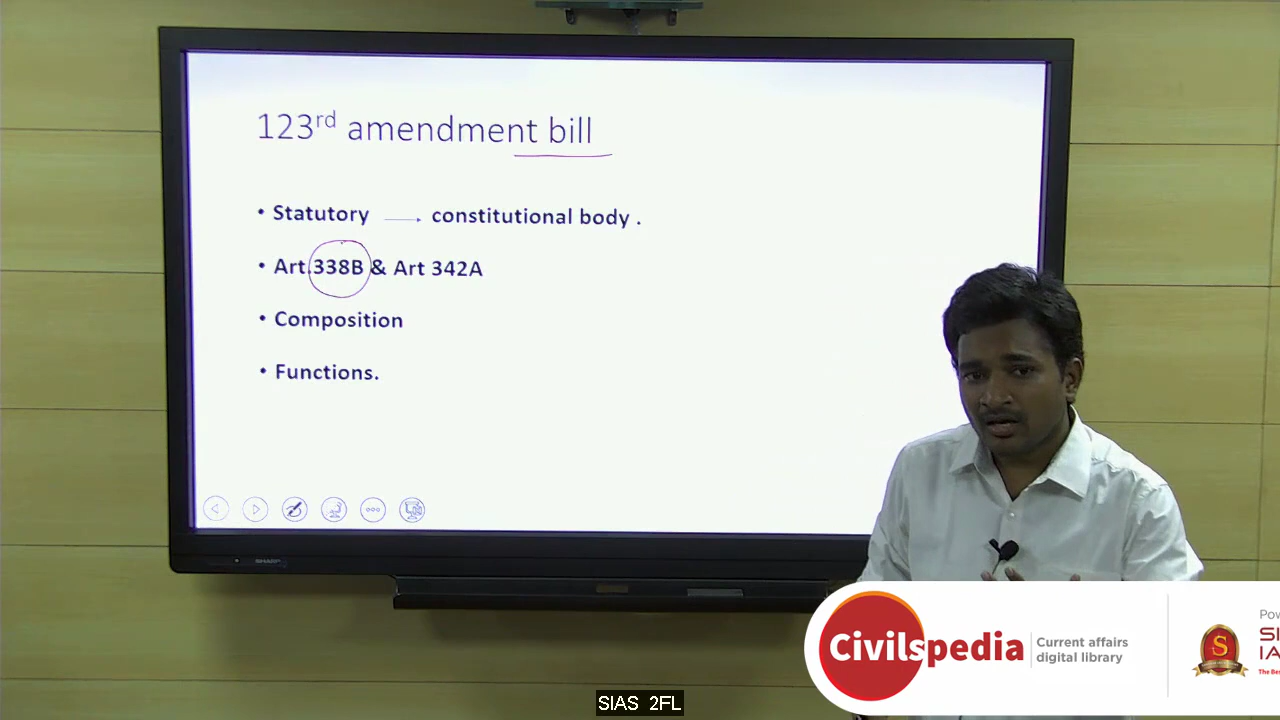 123rd amendment bill
• Statutory → constitutional body .
• Art.338B & Art 342A
• Composition
• Functions.
SHARP
Civilspedia
Current affairs
digital library
S
SIAS 2FL